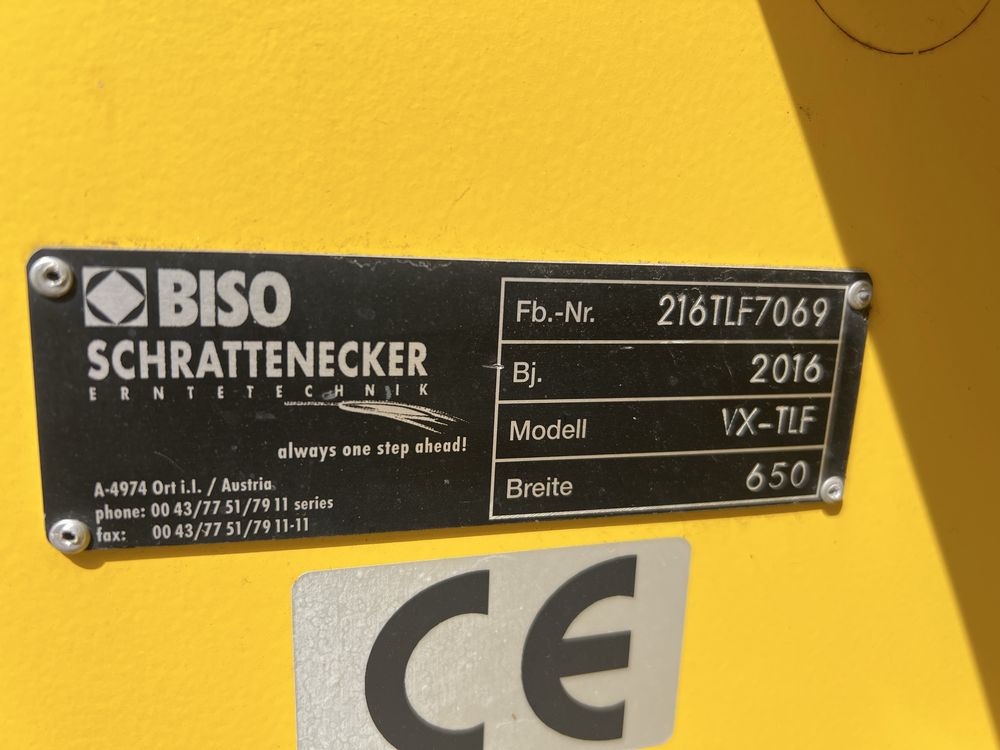 BISO
SCHRATTENECKER
ERNTETECHNIK
always one step ahead!
A-4974 Ort i.I. / Austria
phone: 00 43/77 51/79 11 series
fax: 00 43/77 51/79 11-11
Fb.-Nr. 216TLF7069
Bj. 2016
Modell VX-TLF
Breite 650
CE